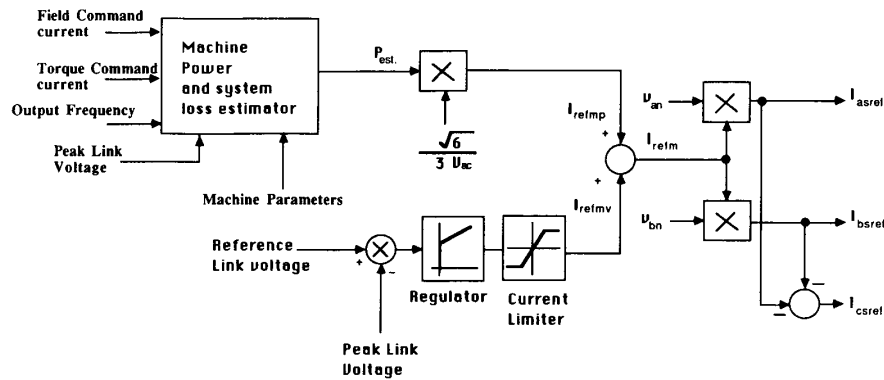 Field Command
current
Torque Command
current
Output Frequency
Peak Link
Voltage
Machine
Power
and system
loss estimator
Machine Parameters
P est.
√6
3 V ac
I refmp
+
+
I refm
I refmv
V an
V bn
I asref
I bsref
I csref
−
−
Reference
Link voltage
+
-
Peak Link
Voltage
Regulator
Current
Limiter